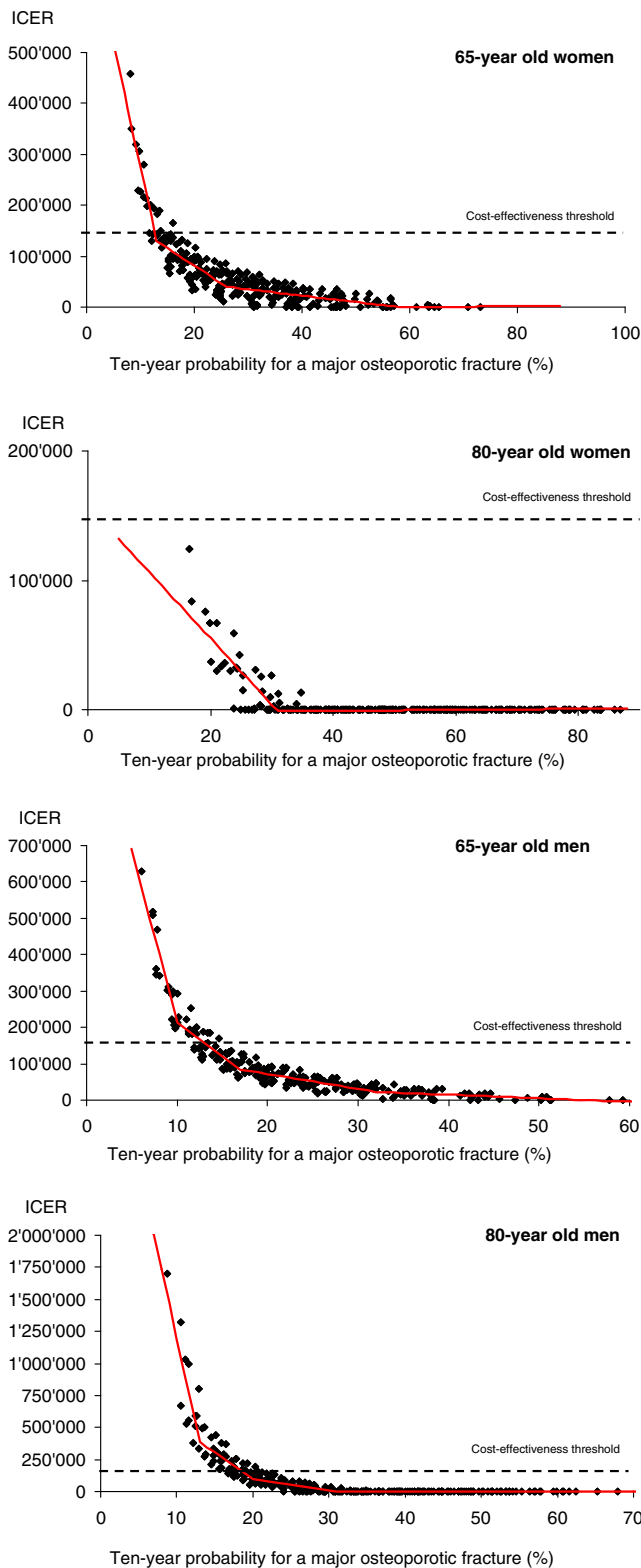 ICER
65-year old women
500'000
400'000
300'000
200'000
Cost-effectiveness threshold
100'000
0
0 20 40 60 80 100
Ten-year probability for a major osteoporotic fracture (%)
ICER
200'000
80-year old women
Cost-effectiveness threshold
100'000
0
0 20 40 60 80
Ten-year probability for a major osteoporotic fracture (%)
ICER
700'000
65-year old men
600'000
500'000
400'000
300'000
200'000
Cost-effectiveness threshold
100'000
0
0 10 20 30 40 50 60
Ten-year probability for a major osteoporotic fracture (%)
ICER
2'000'000
80-year old men
1'750'000
1'500'000
1'250'000
1'000'000
750'000
500'000
Cost-effectiveness threshold
250'000
0
0 10 20 30 40 50 60 70
Ten-year probability for a major osteoporotic fracture (%)